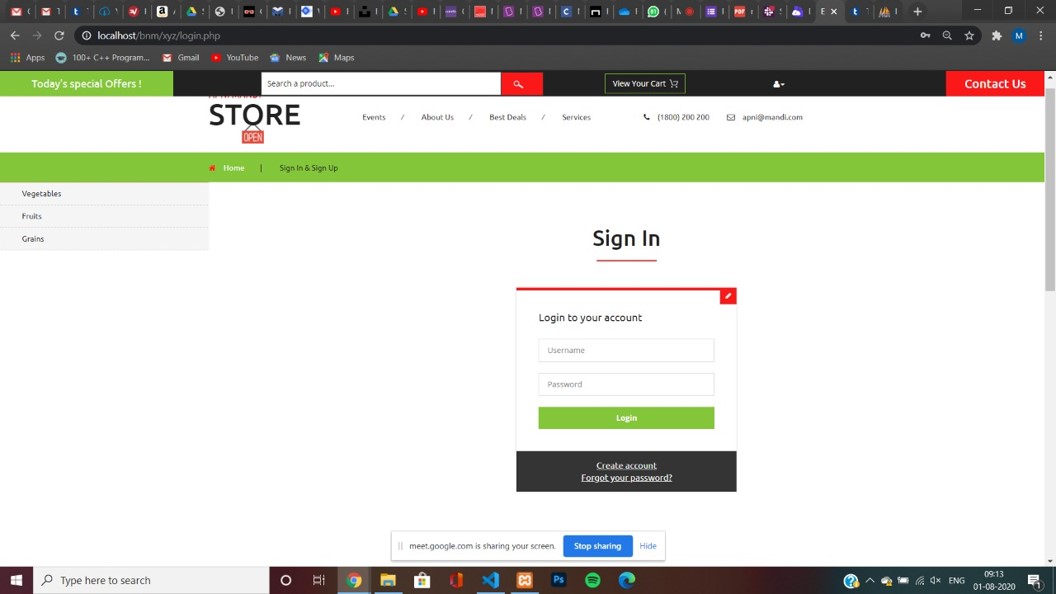 localhost/bnm/xyz/login.php
M
Apps
100+ C++ Program...
Gmail
YouTube
News
Maps
Today's special Offers !
Search a product...
View Your Cart
Contact Us
STORE
OPEN
Events / About Us / Best Deals / Services
(1800) 200 200
apni@mandi.com
Home | Sign In & Sign Up
Vegetables
Fruits
Grains
Sign In
Login to your account
Username
Password
Login
Create account
Forgot your password?
meet.google.com is sharing your screen.
Stop sharing
Hide
Type here to search
Ps
ENG
09:13
01-08-2020
1